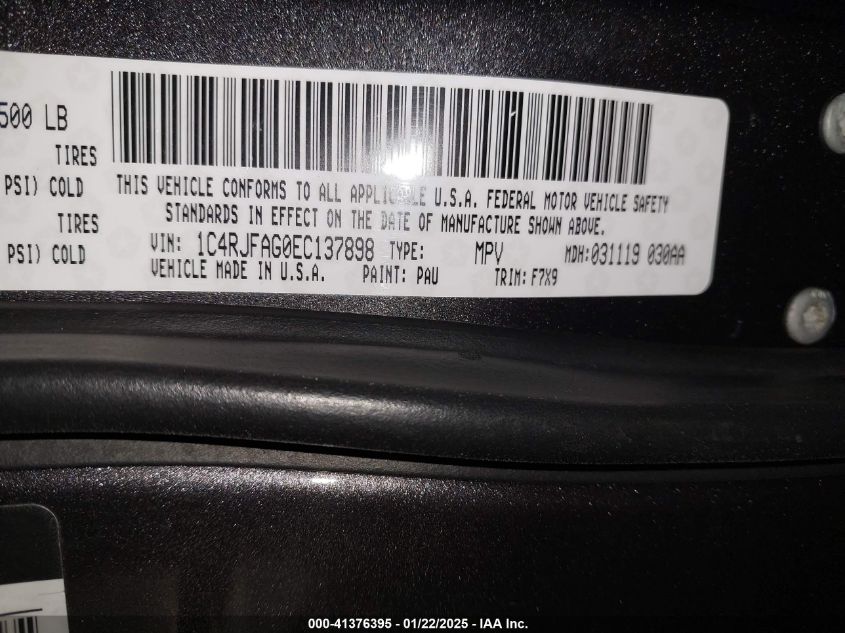 500 LB
TIRES
PSI) COLD
TIRES
PSI) COLD
THIS VEHICLE CONFORMS TO ALL APPLICABLE U.S.A. FEDERAL MOTOR VEHICLE SAFETY
STANDARDS IN EFFECT ON THE DATE OF MANUFACTURE SHOWN ABOVE.
VIN: 1C4RJFAG0EC137898 TYPE: MPV MDH:031119 030AA
VEHICLE MADE IN U.S.A. PAINT: PAU TRIM: F7X9
000-41376395 - 01/22/2025 - IAA Inc.